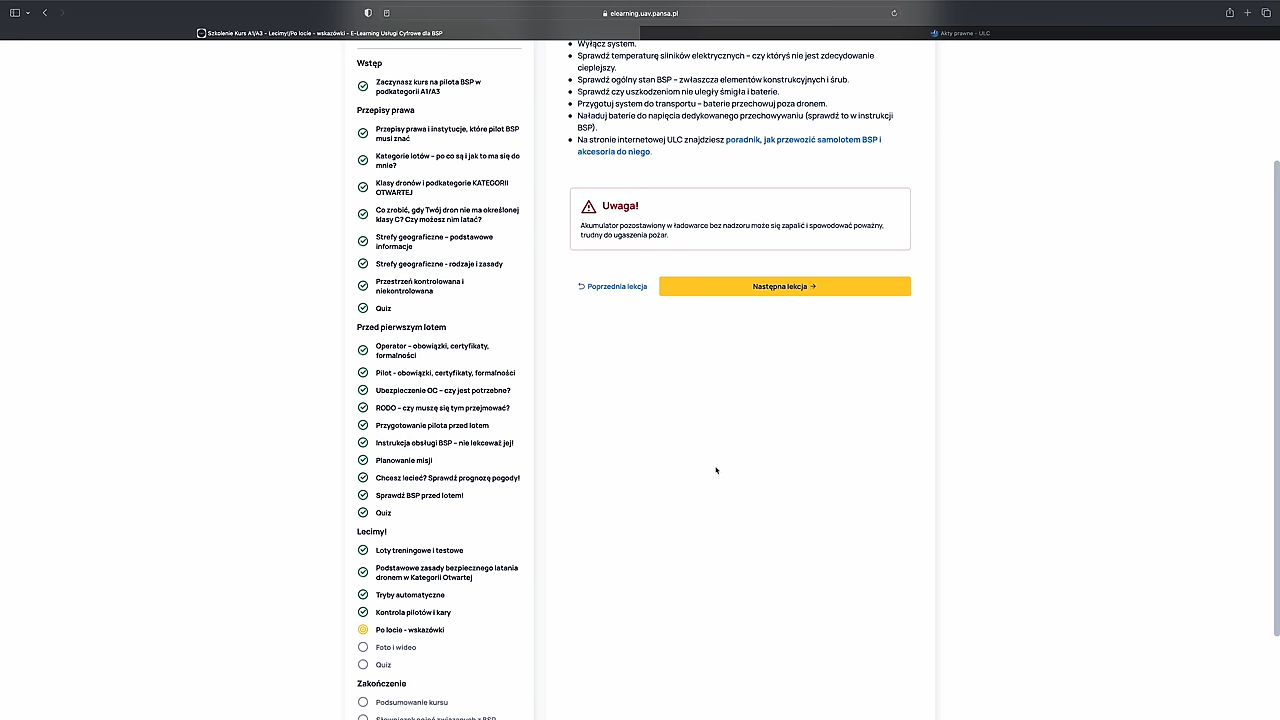 elearning.uav.pansa.pl
Szkolenie Kurs A1/A3 – Lecimy!/Po locie – wskazówki – E-Learning Usługi Cyfrowe dla BSP
Akty prawne – ULC
Wstęp
Zaczynasz kurs na pilota BSP w
podkategorii A1/A3
Przepisy prawa
Przepisy prawa i instytucje, które pilot BSP
musi znać
Kategorie lotów – po co są i jak to ma się do
mnie?
Klasy dronów i podkategorie KATEGORII
OTWARTEJ
Co zrobić, gdy Twój dron nie ma określonej
klasy C? Czy możesz nim latać?
Strefy geograficzne – podstawowe
informacje
Strefy geograficzne - rodzaje i zasady
Przestrzeń kontrolowana i
niekontrolowana
Quiz
Przed pierwszym lotem
Operator – obowiązki, certyfikaty,
formalności
Pilot - obowiązki, certyfikaty, formalności
Ubezpieczenie OC – czy jest potrzebne?
RODO – czy muszę się tym przejmować?
Przygotowanie pilota przed lotem
Instrukcja obsługi BSP – nie lekceważ jej!
Planowanie misji
Chcesz lecieć? Sprawdź prognozę pogody!
Sprawdź BSP przed lotem!
Quiz
Lecimy!
Loty treningowe i testowe
Podstawowe zasady bezpiecznego latania
dronem w Kategorii Otwartej
Tryby automatyczne
Kontrola pilotów i kary
Po locie - wskazówki
Foto i wideo
Quiz
Zakończenie
Podsumowanie kursu
Słowniczek pojęć związanych z BSP
Wyłącz system.
Sprawdź temperaturę silników elektrycznych – czy któryś nie jest zdecydowanie
cieplejszy.
Sprawdź ogólny stan BSP – zwłaszcza elementów konstrukcyjnych i śrub.
Sprawdź czy uszkodzeniom nie uległy śmigła i baterie.
Przygotuj system do transportu – baterie przechowuj poza dronem.
Naładuj baterie do napięcia dedykowanego przechowywaniu (sprawdź to w instrukcji
BSP).
Na stronie internetowej ULC znajdziesz poradnik, jak przewozić samolotem BSP i
akcesoria do niego.
Uwaga!
Akumulator pozostawiony w ładowarce bez nadzoru może się zapalić i spowodować poważny,
trudny do ugaszenia pożar.
Poprzednia lekcja
Następna lekcja →